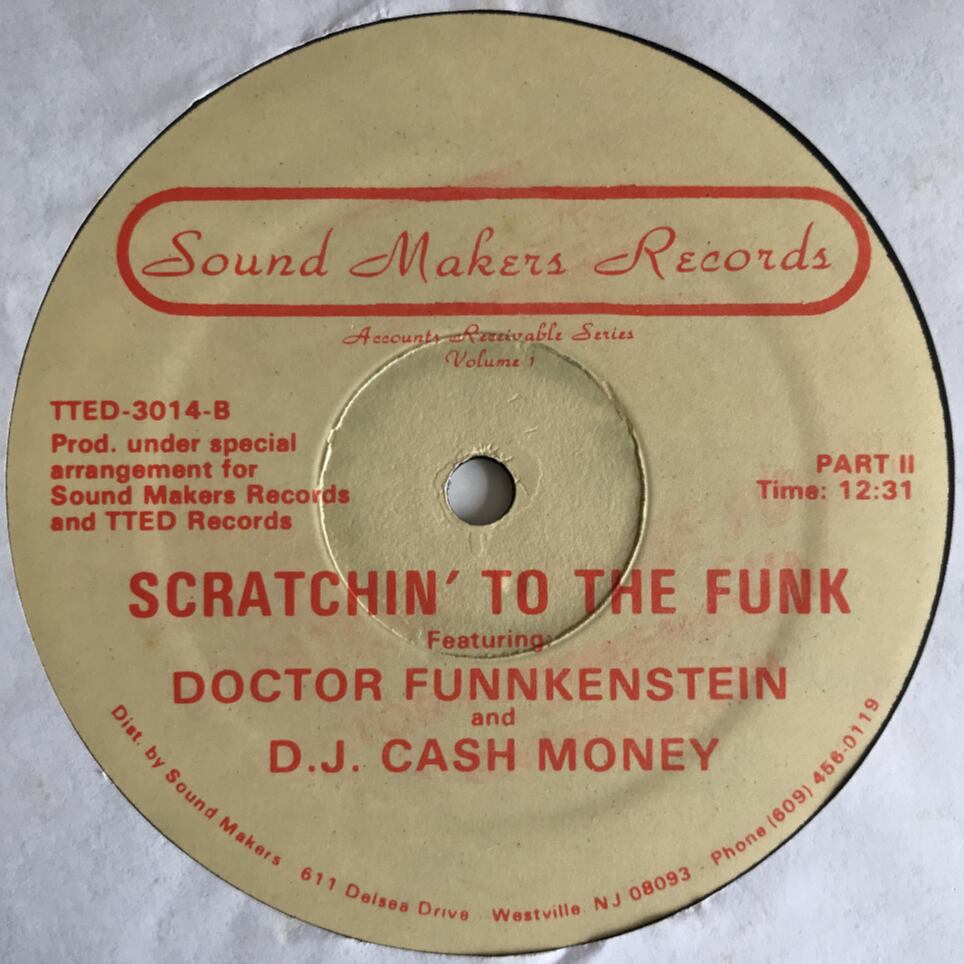 Sound Makers Records
Accounts Receivable Series
Volume 1
TTED-3014-B
Prod. under special
arrangement for
Sound Makers Records
and TTED Records
PART II
Time: 12:31
SCRATCHIN' TO THE FUNK
Featuring:
DOCTOR FUNNKENSTEIN
and
D.J. CASH MONEY
Dist. by Sound Makers 611 Delsea Drive Westville NJ 08093 Phone (609) 456-0119